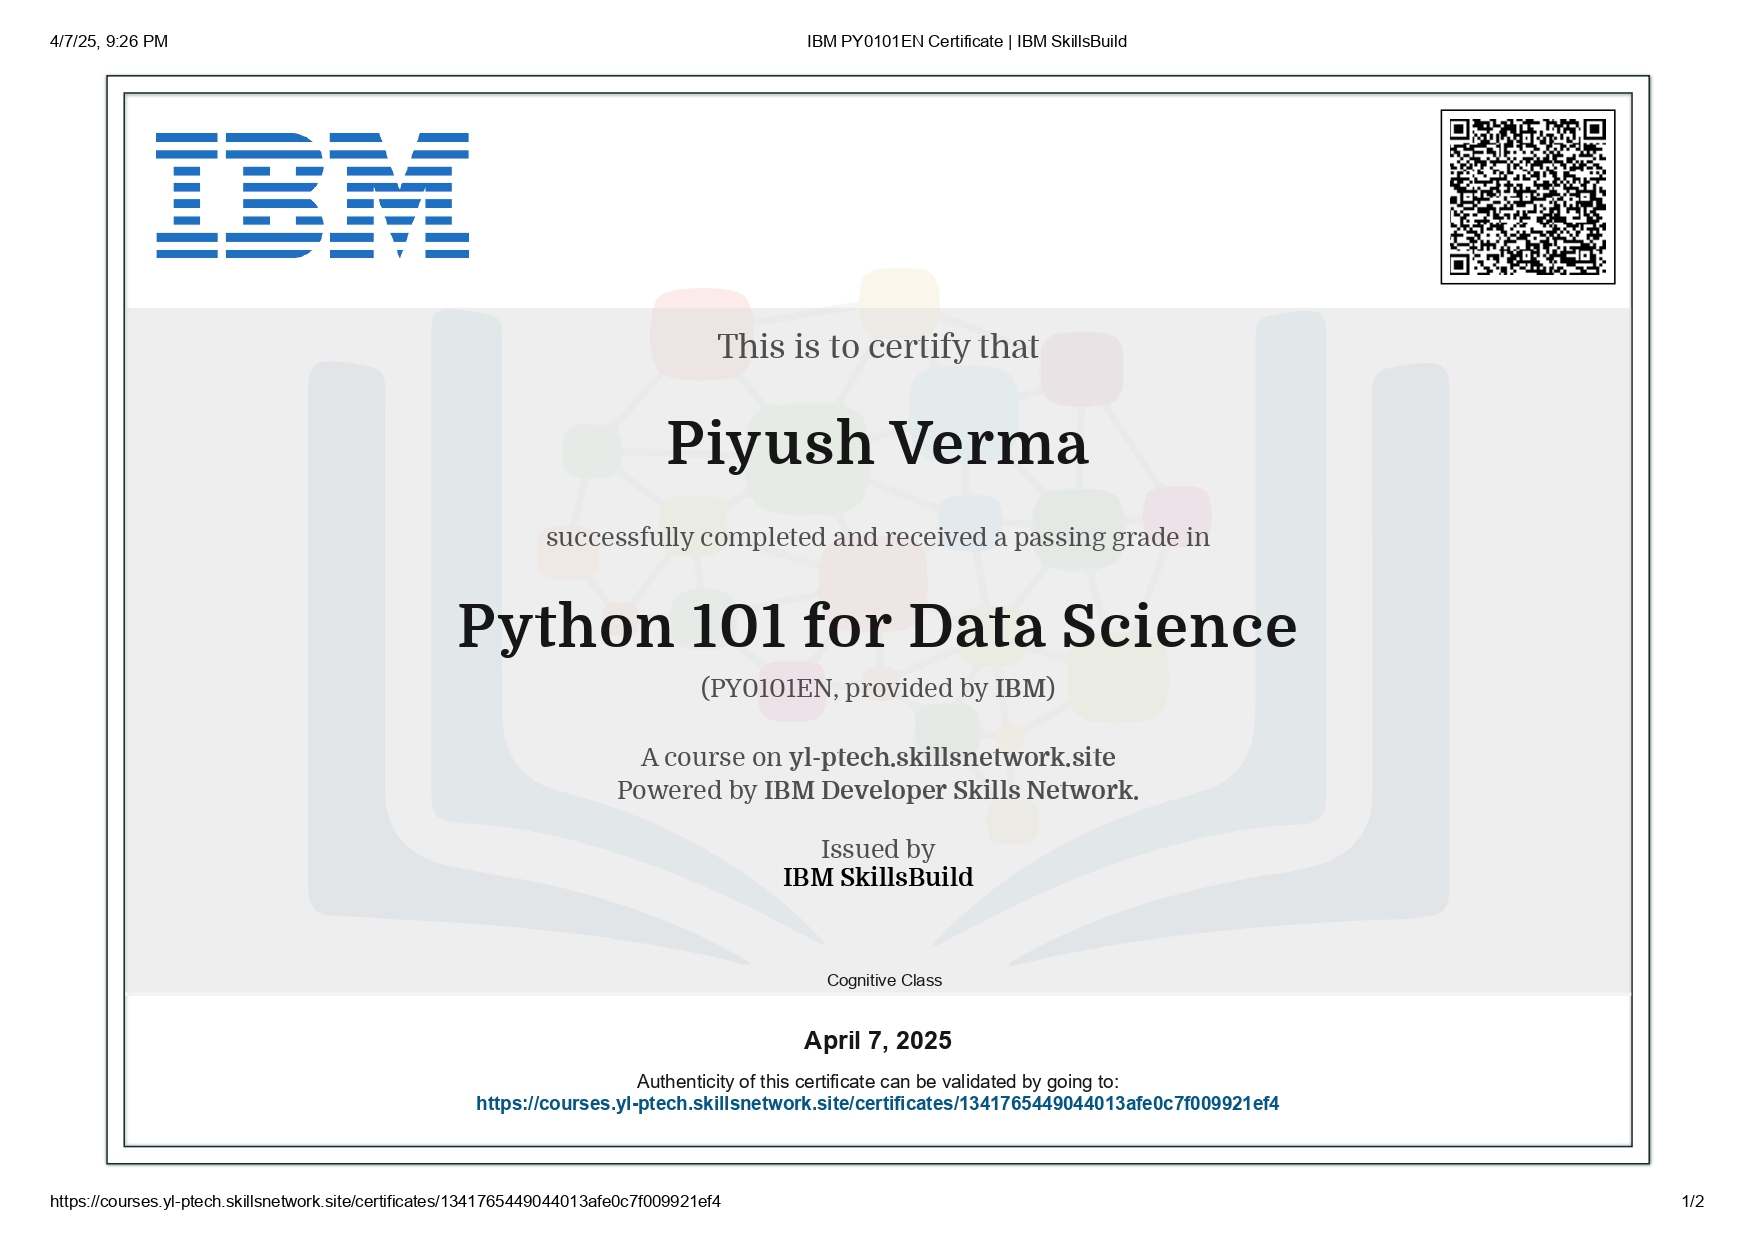 4/7/25, 9:26 PM
IBM PY0101EN Certificate | IBM SkillsBuild
IBM
This is to certify that
Piyush Verma
successfully completed and received a passing grade in
Python 101 for Data Science
(PY0101EN, provided by IBM)
A course on yl-ptech.skillsnetwork.site
Powered by IBM Developer Skills Network.
Issued by
IBM SkillsBuild
Cognitive Class
April 7, 2025
Authenticity of this certificate can be validated by going to:
https://courses.yl-ptech.skillsnetwork.site/certificates/1341765449044013afe0c7f009921ef4
https://courses.yl-ptech.skillsnetwork.site/certificates/1341765449044013afe0c7f009921ef4
1/2